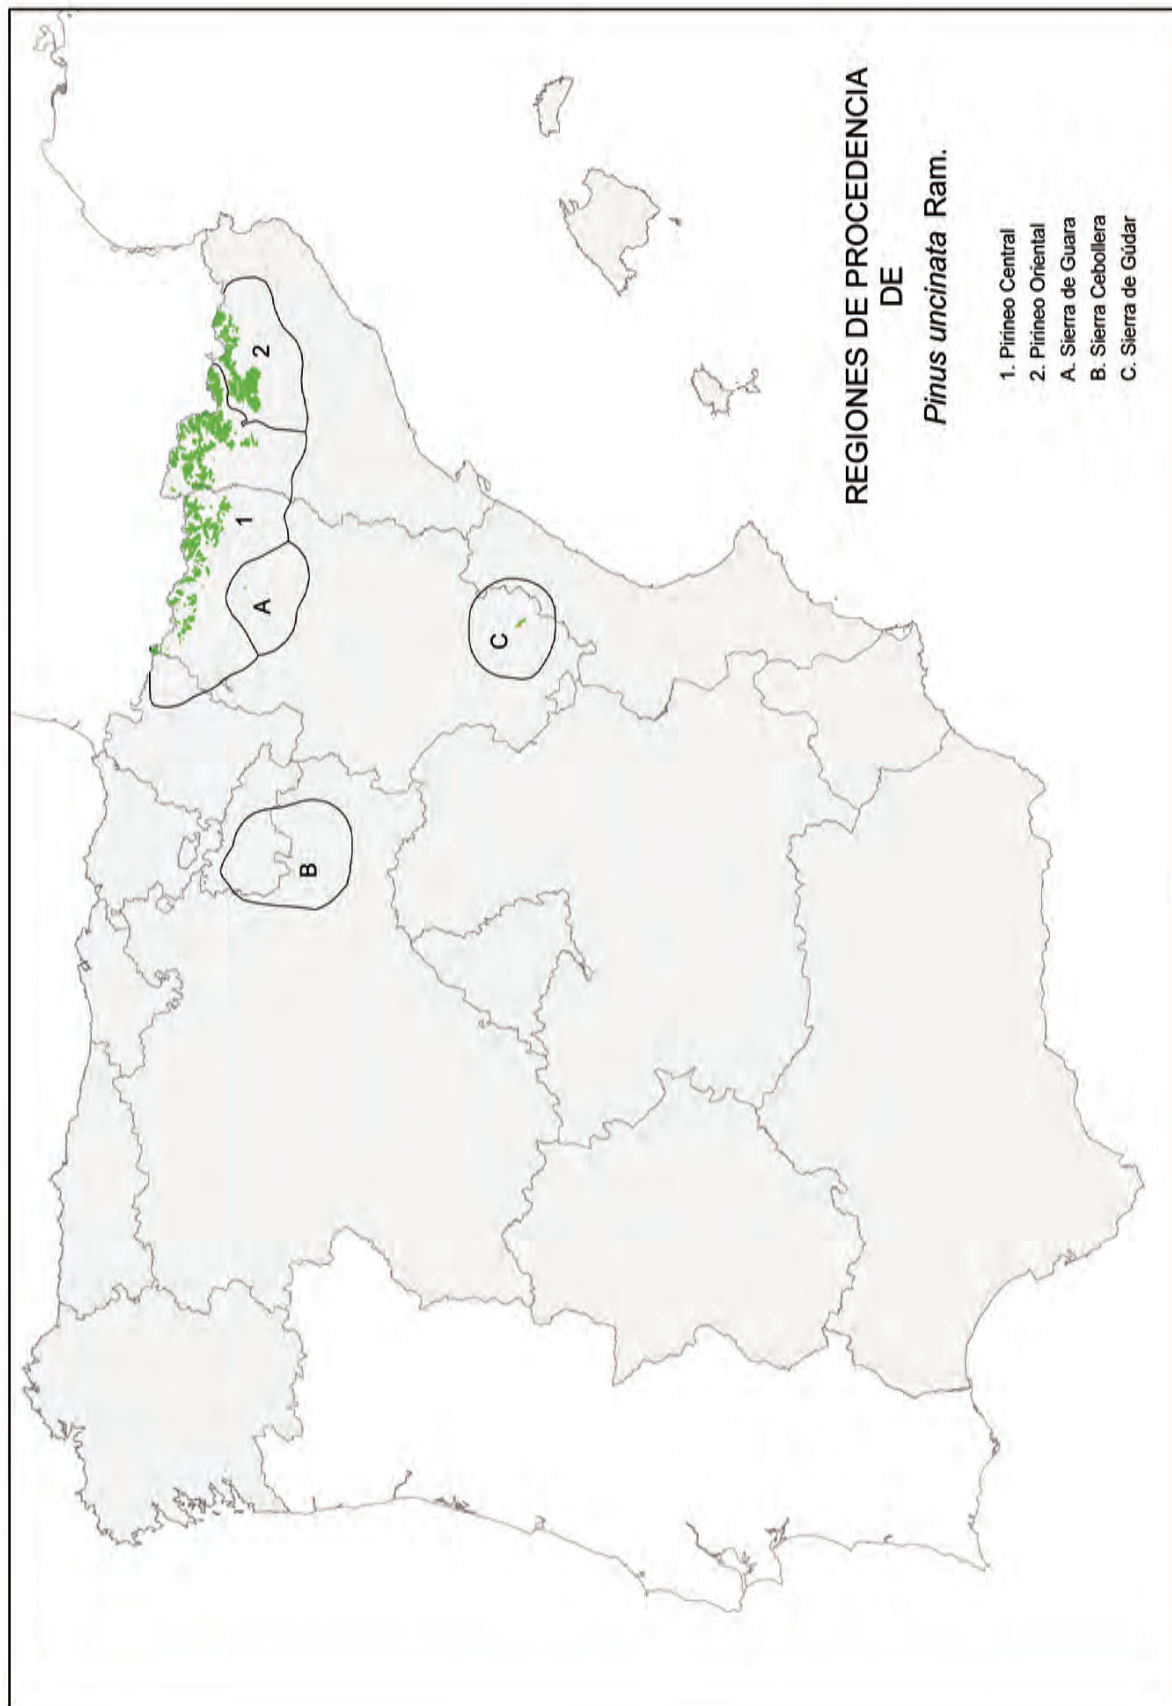 REGIONES DE PROCEDENCIA
DE
Pinus uncinata Ram.
1. Pirineo Central
2. Pirineo Oriental
A. Sierra de Guara
B. Sierra Cebollera
C. Sierra de Gúdar
1
2
A
B
C